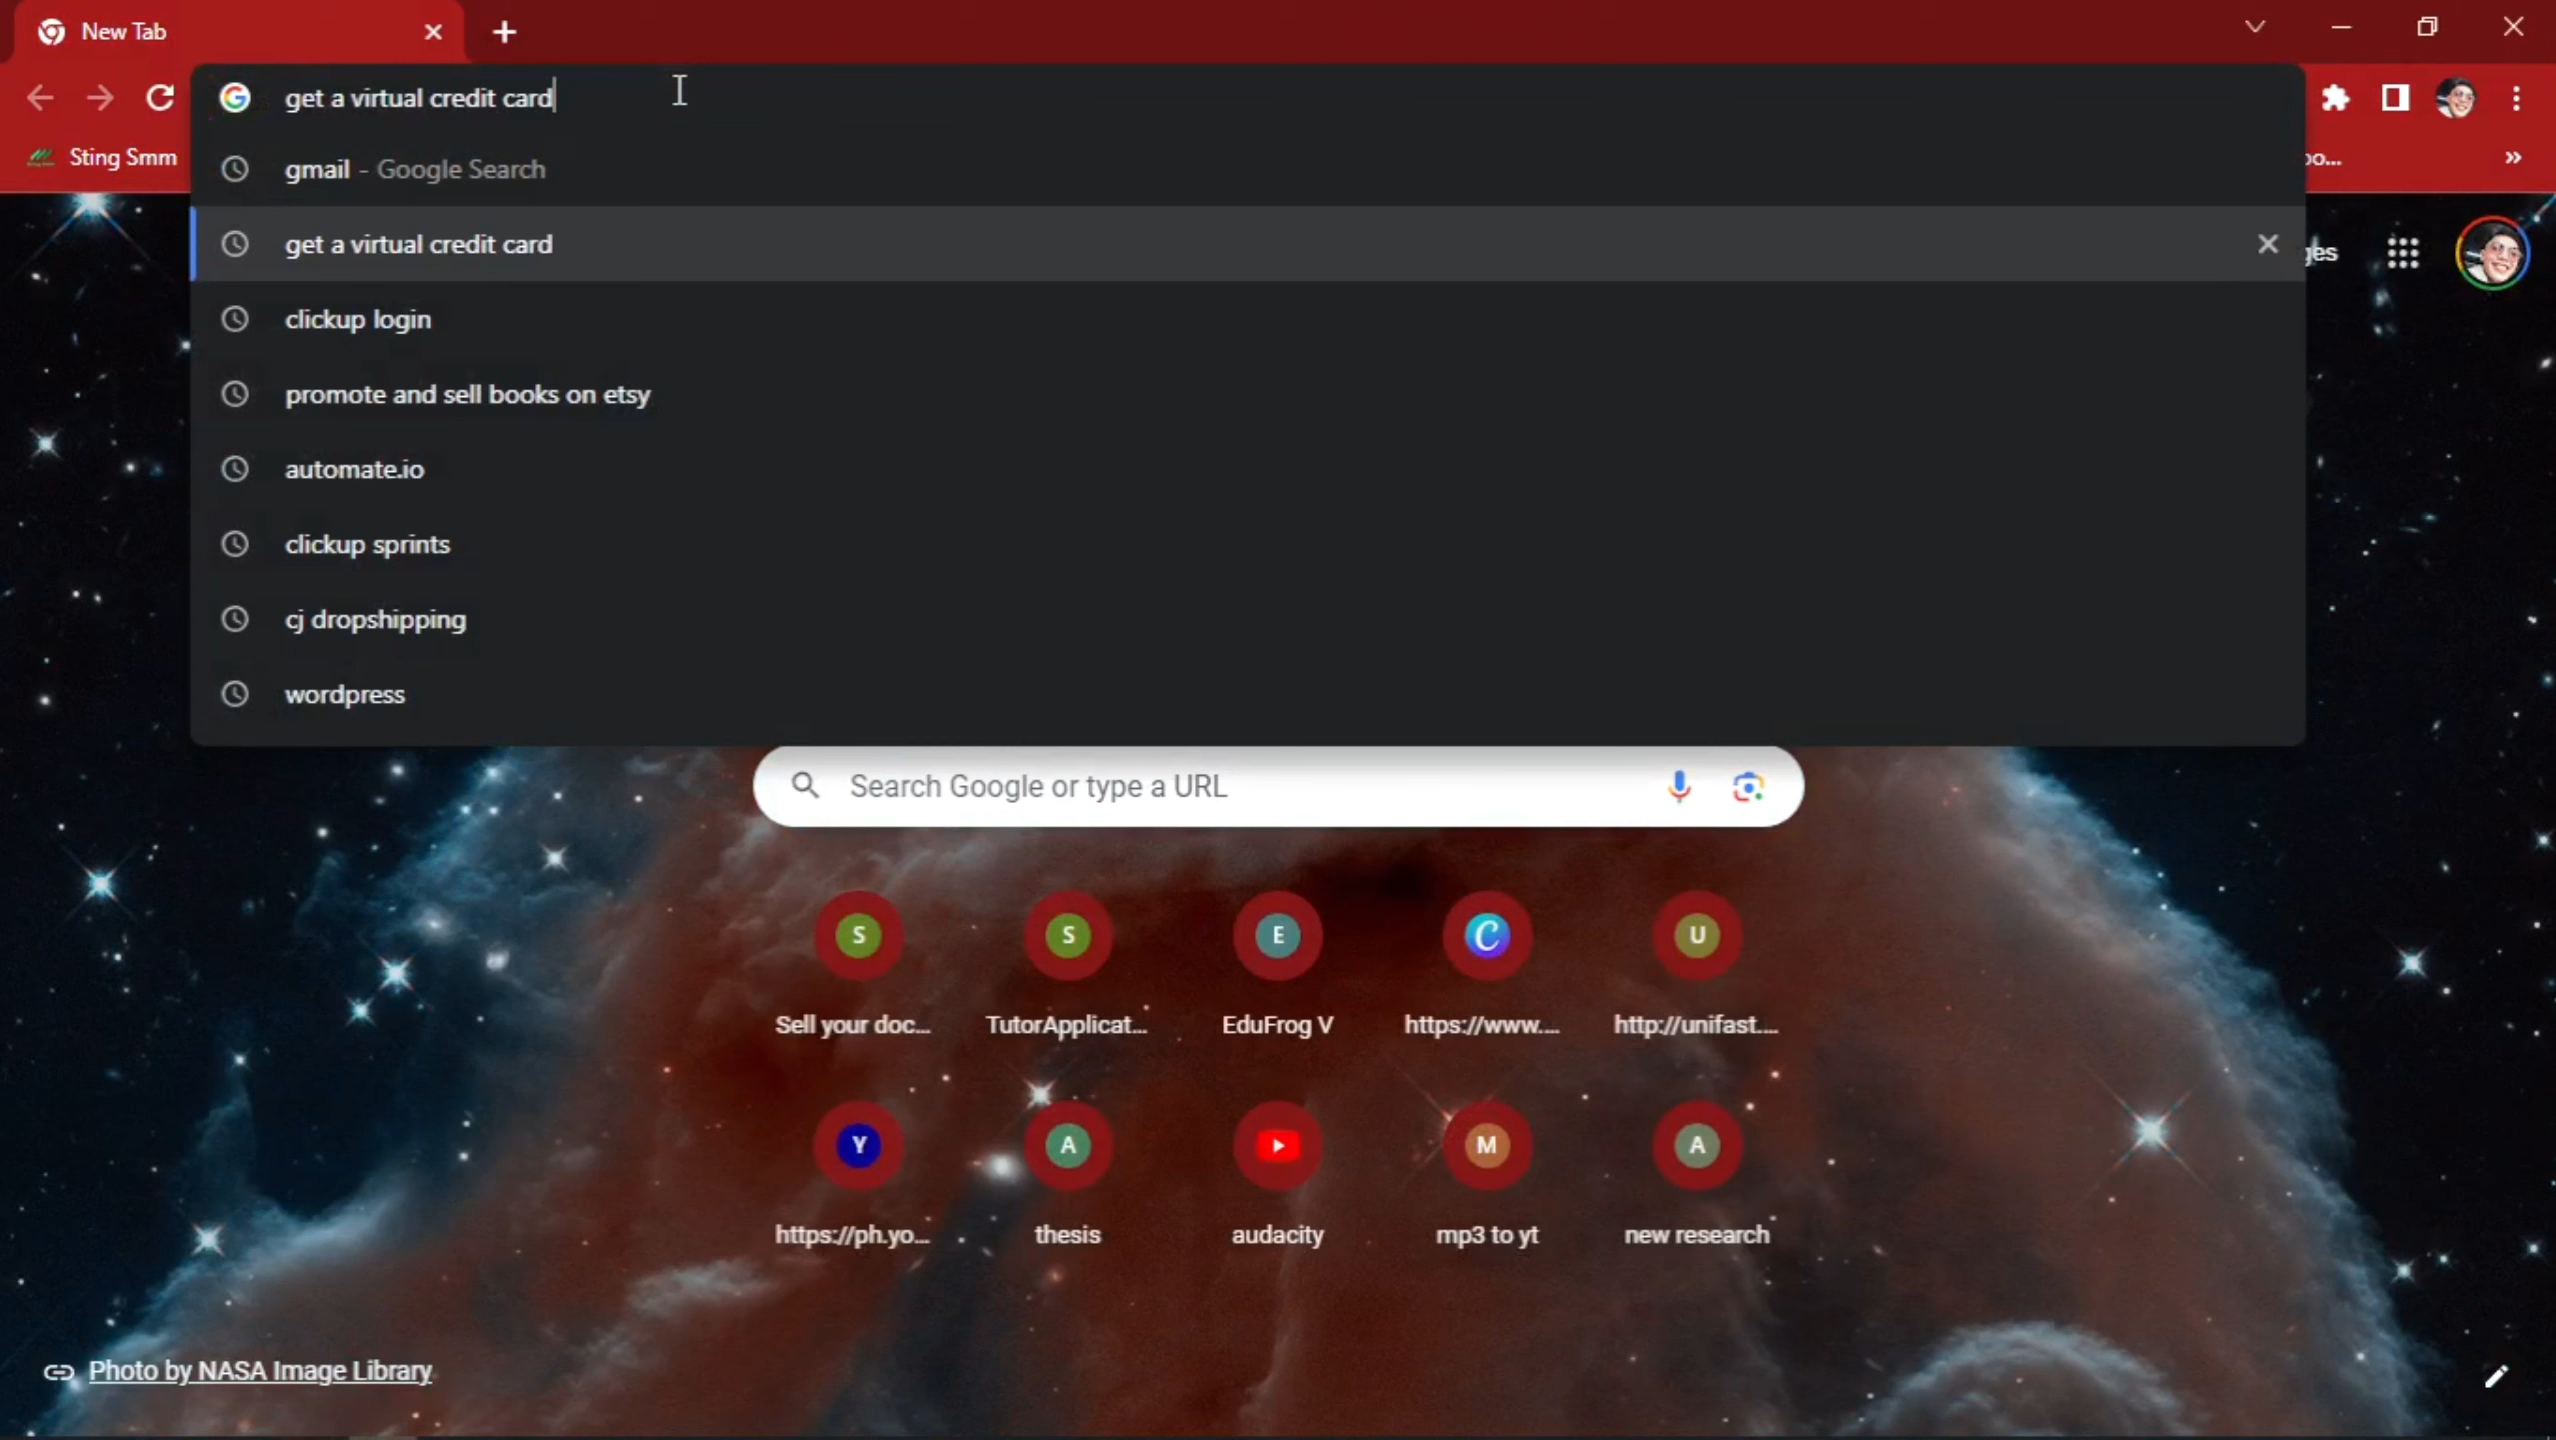 New Tab
get a virtual credit card
Sting Smm
gmail - Google Search
get a virtual credit card
clickup login
promote and sell books on etsy
automate.io
clickup sprints
cj dropshipping
wordpress
oo...
ges
Search Google or type a URL
S S E C U
Sell your doc... TutorApplicat... EduFrog V https://www.... http://unifast....
Y A M A
https://ph.yo... thesis audacity mp3 to yt new research
Photo by NASA Image Library